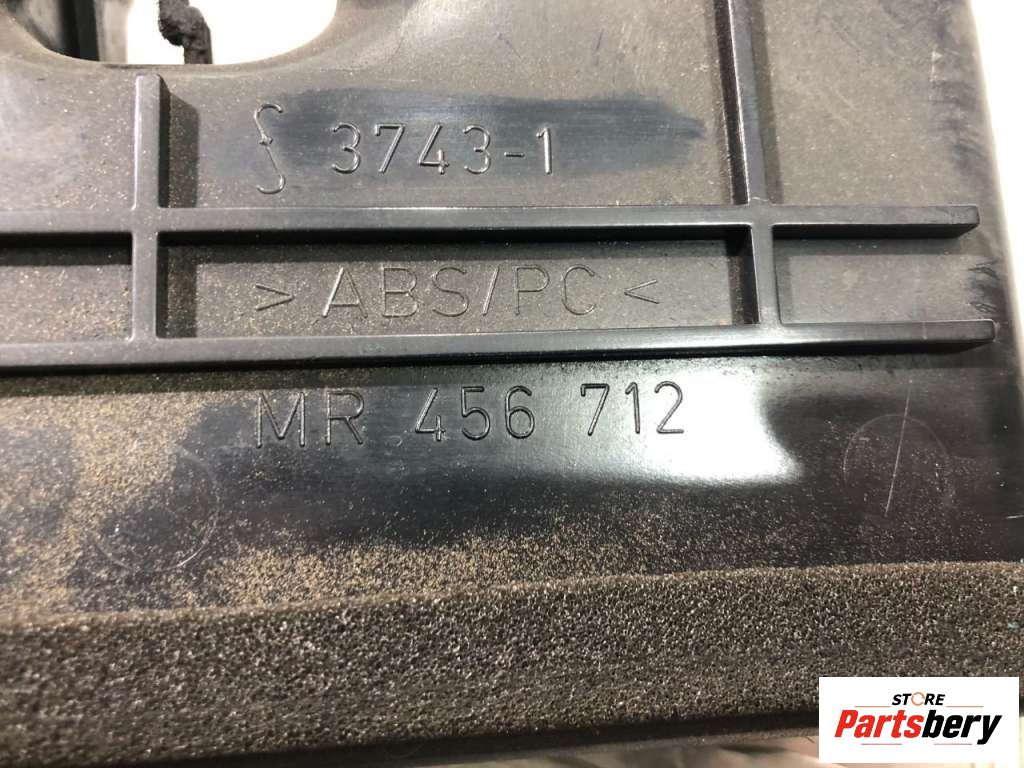 3743-1
> ABS/PC <
MR 456 712
STORE
Partsbery